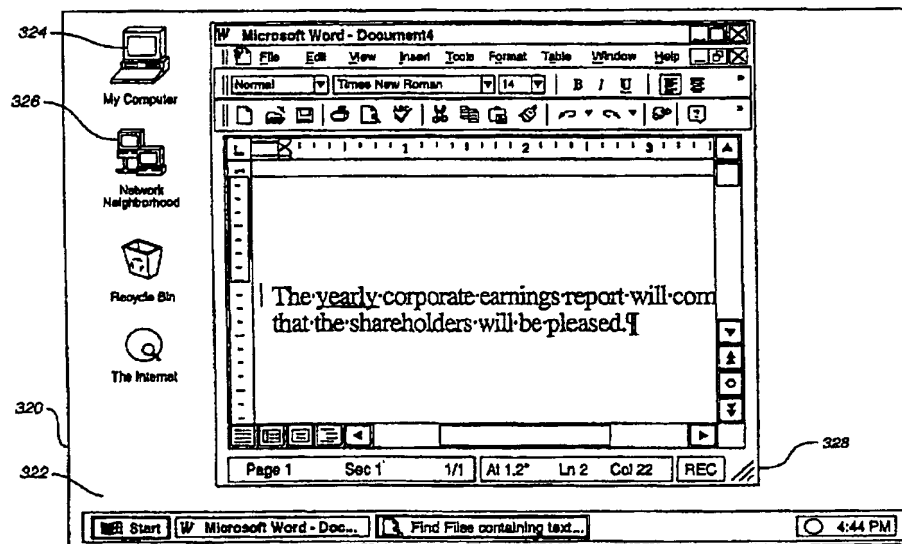 324
My Computer
326
Network
Neighborhood
Recycle Bin
The Internet
320
322
W Microsoft Word - Document4
File Edit View Insert Tools Format Table Window Help
Normal Times New Roman 14 B I U
L 1 2 3
The·yearly·corporate·earnings·report·will·com
that·the·shareholders·will·be·pleased.¶
Page 1 Sec 1 1/1 At 1.2" Ln 2 Col 22 REC
328
Start W Microsoft Word - Doc... Find Files containing text... 4:44 PM